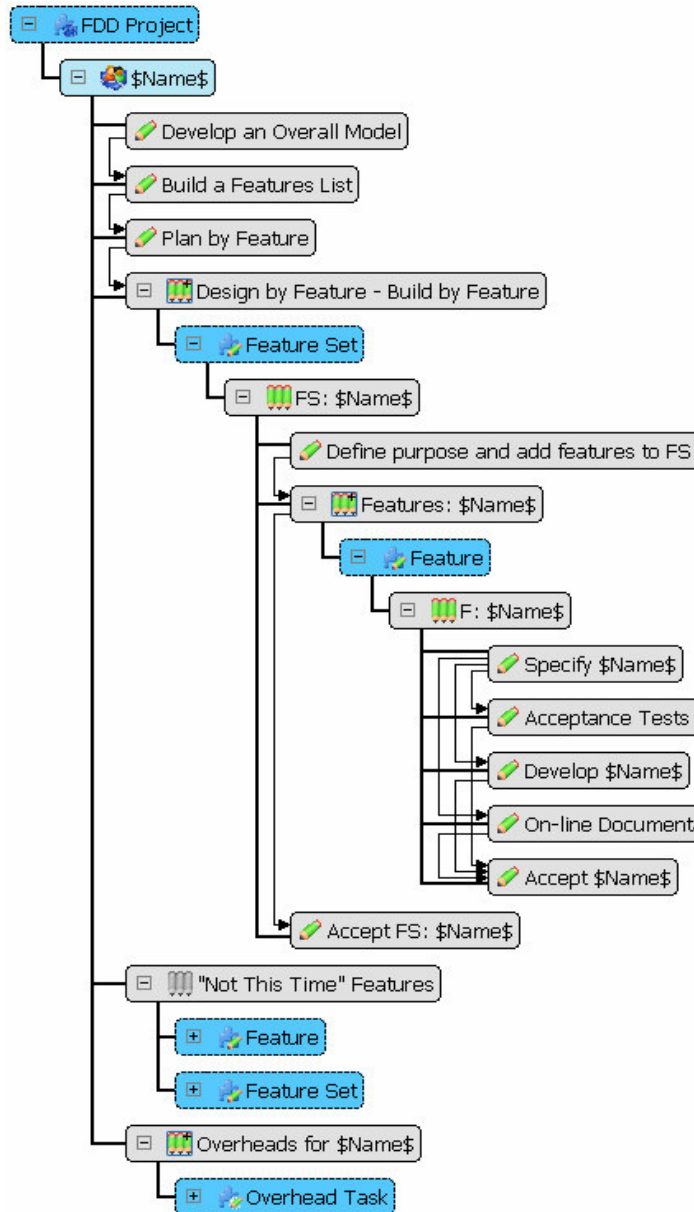 FDD Project
$Name$
Develop an Overall Model
Build a Features List
Plan by Feature
Design by Feature - Build by Feature
Feature Set
FS: $Name$
Define purpose and add features to FS
Features: $Name$
Feature
F: $Name$
Specify $Name$
Acceptance Tests
Develop $Name$
On-line Document
Accept $Name$
Accept FS: $Name$
"Not This Time" Features
Feature
Feature Set
Overheads for $Name$
Overhead Task